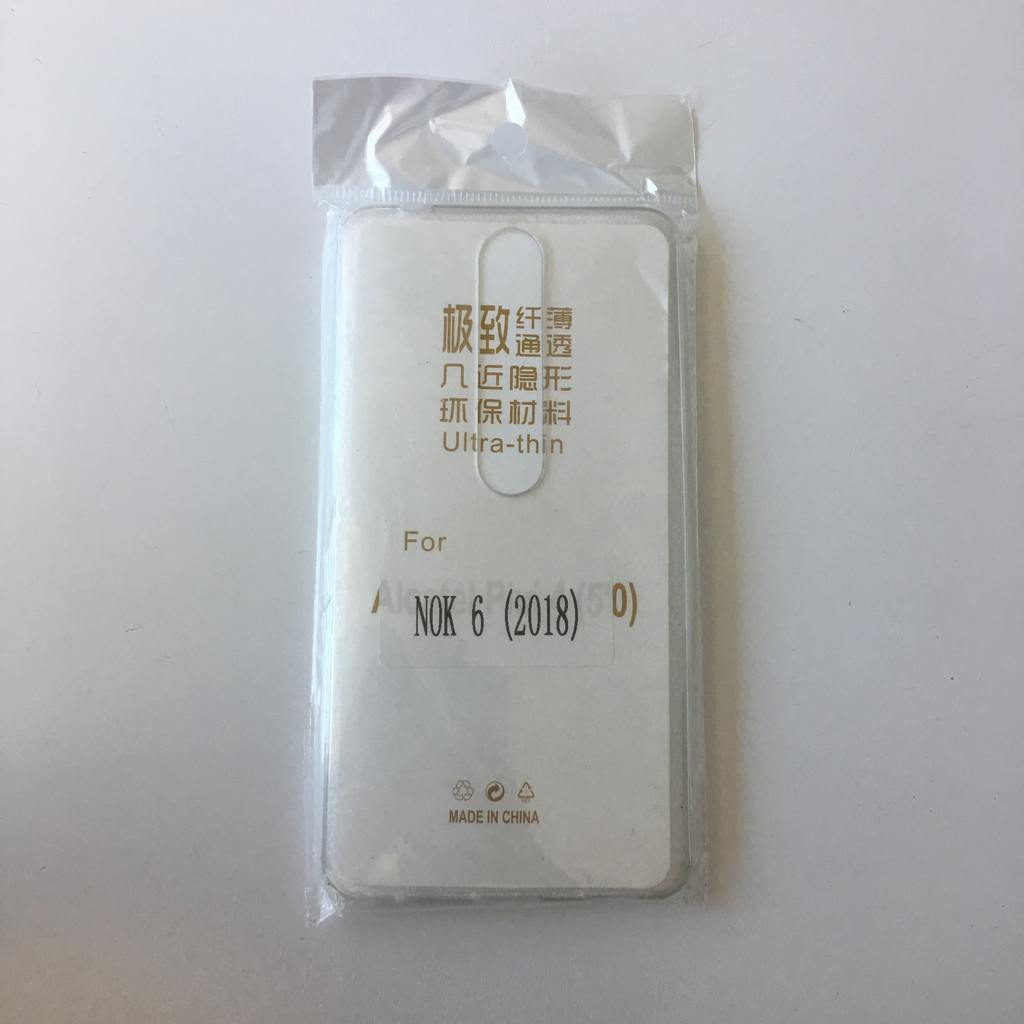 极致纤薄
通透
几近隐形
环保材料
Ultra-thin
For
NOK 6 (2018)
0)
MADE IN CHINA